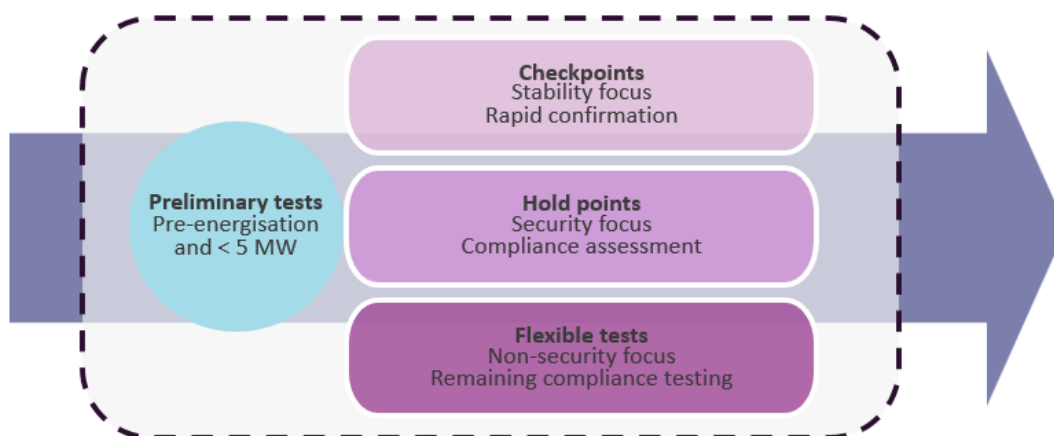 Checkpoints
Stability focus
Rapid confirmation
Preliminary tests
Pre-energisation
and < 5 MW
Hold points
Security focus
Compliance assessment
Flexible tests
Non-security focus
Remaining compliance testing